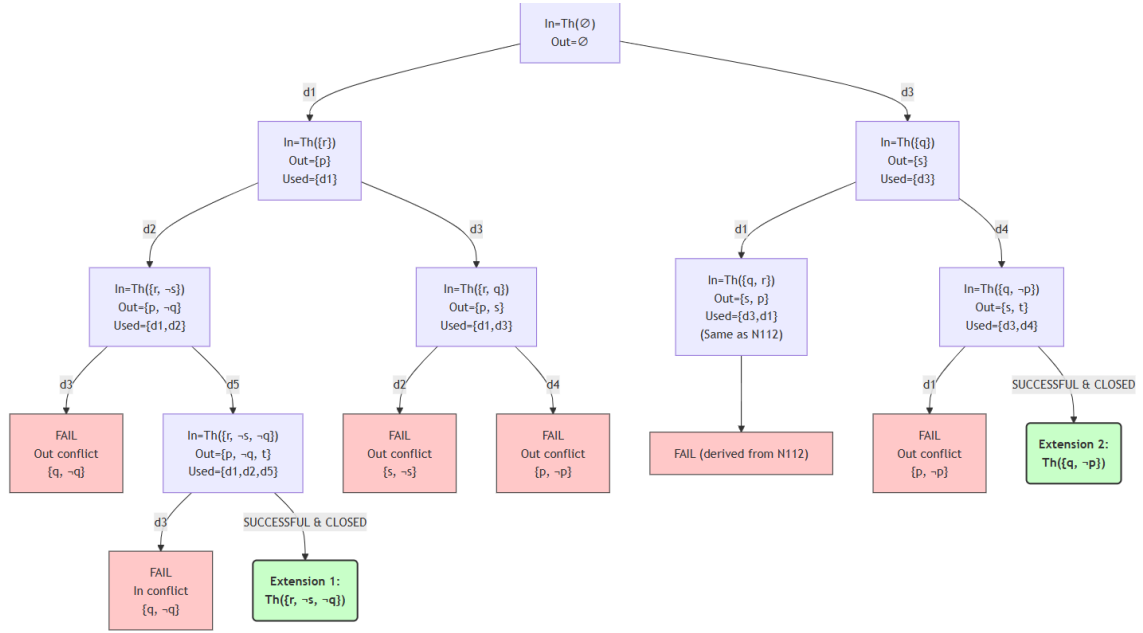 In=Th(∅)
Out=∅
d1
d3
In=Th({r})
Out={p}
Used={d1}
In=Th({q})
Out={s}
Used={d3}
d2
d3
d1
d4
In=Th({r, ¬s})
Out={p, ¬q}
Used={d1,d2}
In=Th({r, q})
Out={p, s}
Used={d1,d3}
In=Th({q, r})
Out={s, p}
Used={d3,d1}
(Same as N112)
In=Th({q, ¬p})
Out={s, t}
Used={d3,d4}
d3
d5
d2
d4
d1
SUCCESSFUL & CLOSED
FAIL
Out conflict
{q, ¬q}
In=Th({r, ¬s, ¬q})
Out={p, ¬q, t}
Used={d1,d2,d5}
FAIL
Out conflict
{s, ¬s}
FAIL
Out conflict
{p, ¬p}
FAIL (derived from N112)
FAIL
Out conflict
{p, ¬p}
Extension 2:
Th({q, ¬p})
d3
SUCCESSFUL & CLOSED
FAIL
In conflict
{q, ¬q}
Extension 1:
Th({r, ¬s, ¬q})